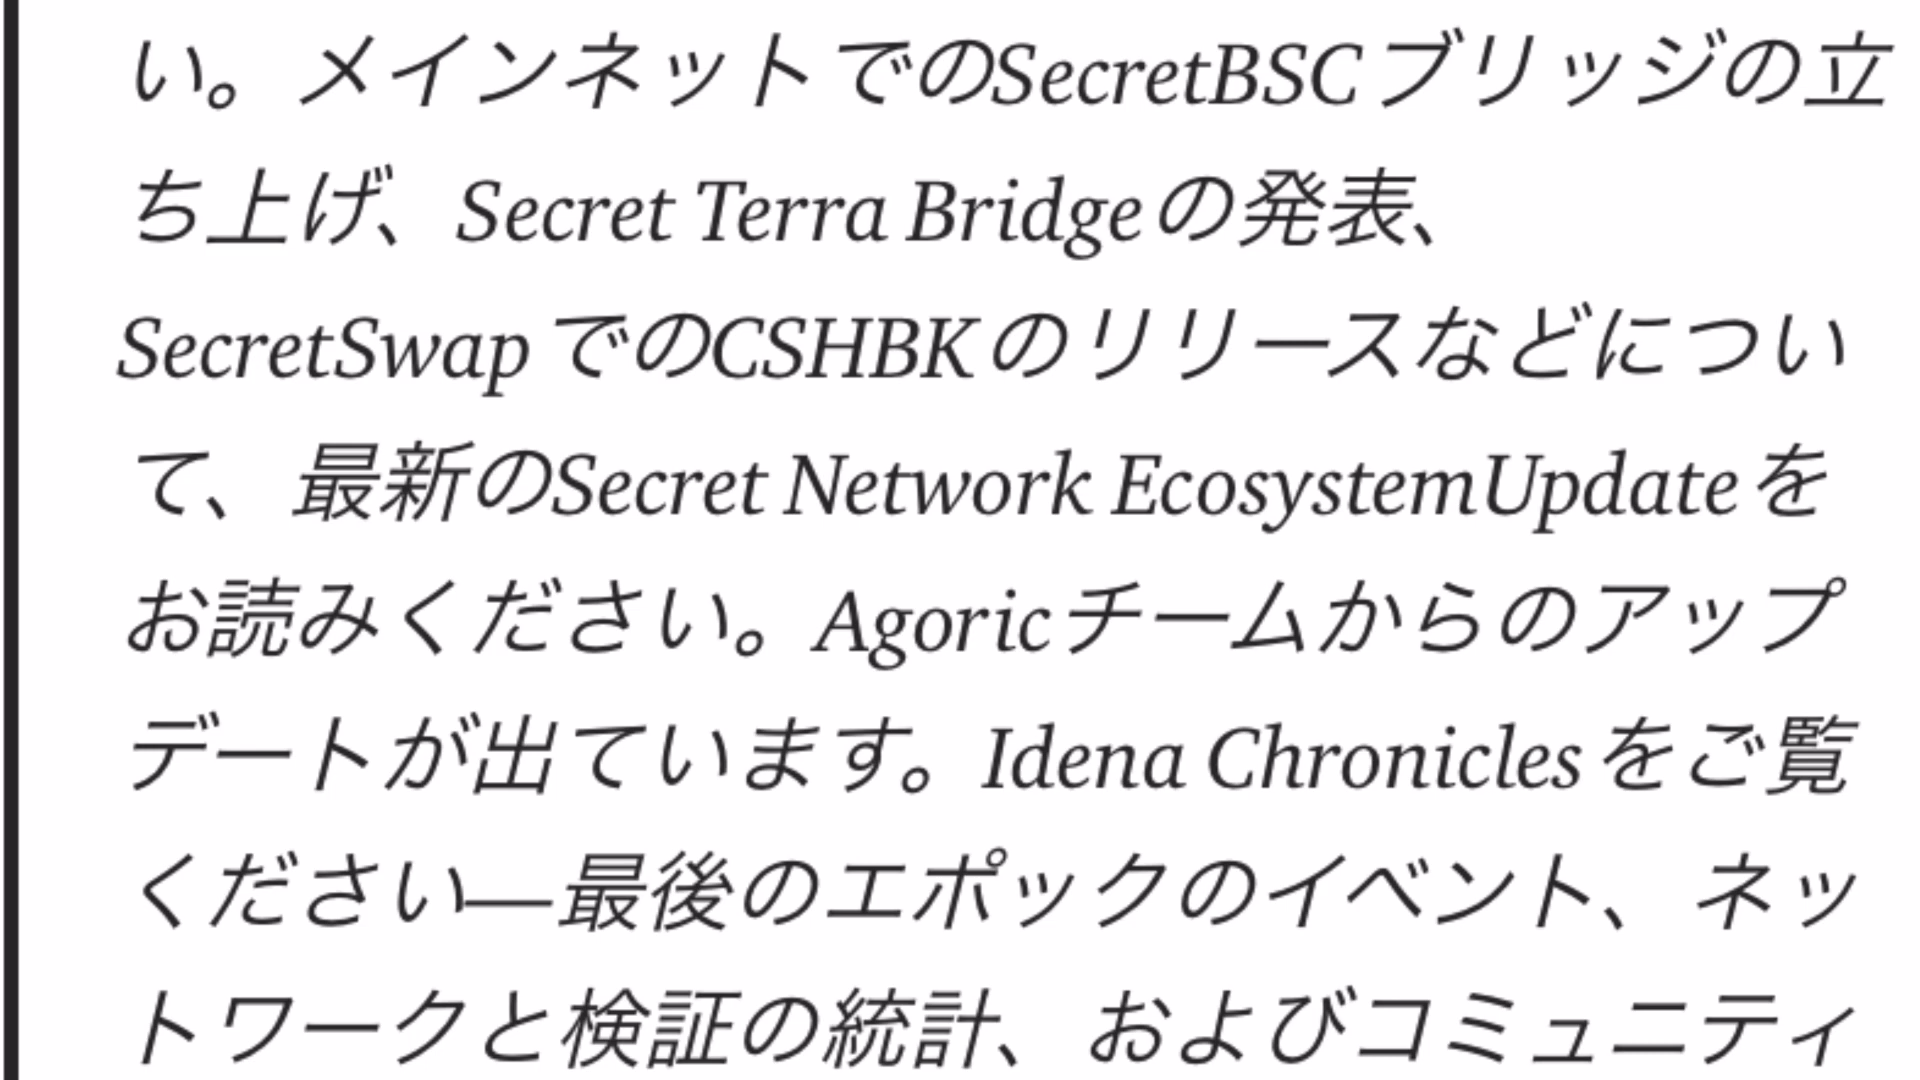 い。メインネットでのSecretBSCブリッジの立
ち上げ、Secret Terra Bridgeの発表、
SecretSwapでのCSHBKのリリースなどについ
て、最新のSecret Network EcosystemUpdateを
お読みください。Agoricチームからのアップ
デートが出ています。Idena Chroniclesをご覧
ください—最後のエポックのイベント、ネッ
トワークと検証の統計、およびコミュニティ